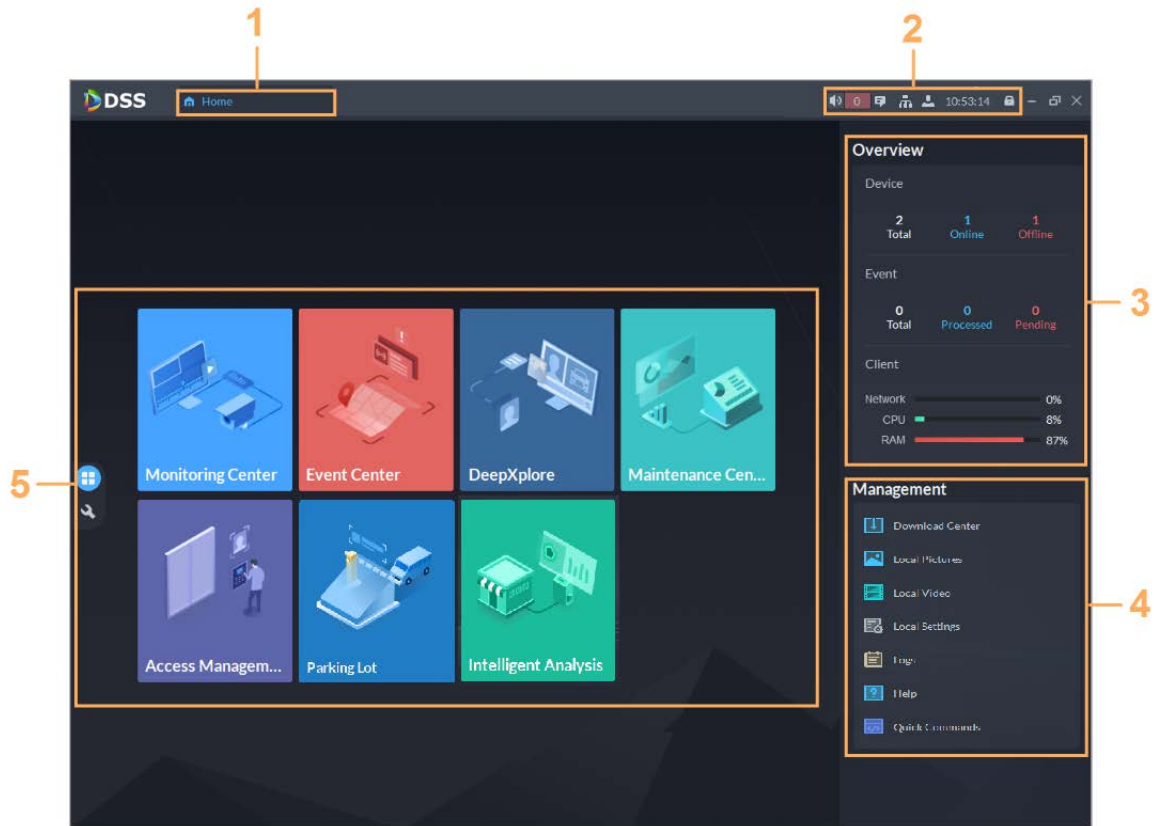 1
2
DSS
Home
0
10:53:14
Overview
Device
2 1 1
Total Online Offline
3
Event
0 0 0
Total Processed Pending
Client
Network 0%
CPU 8%
RAM 87%
Monitoring Center
Event Center
DeepXplore
Maintenance Cen...
5
Management
Download Center
Local Pictures
Local Video
4
Local Settings
Logs
Help
Quick Commands
Access Managem...
Parking Lot
Intelligent Analysis